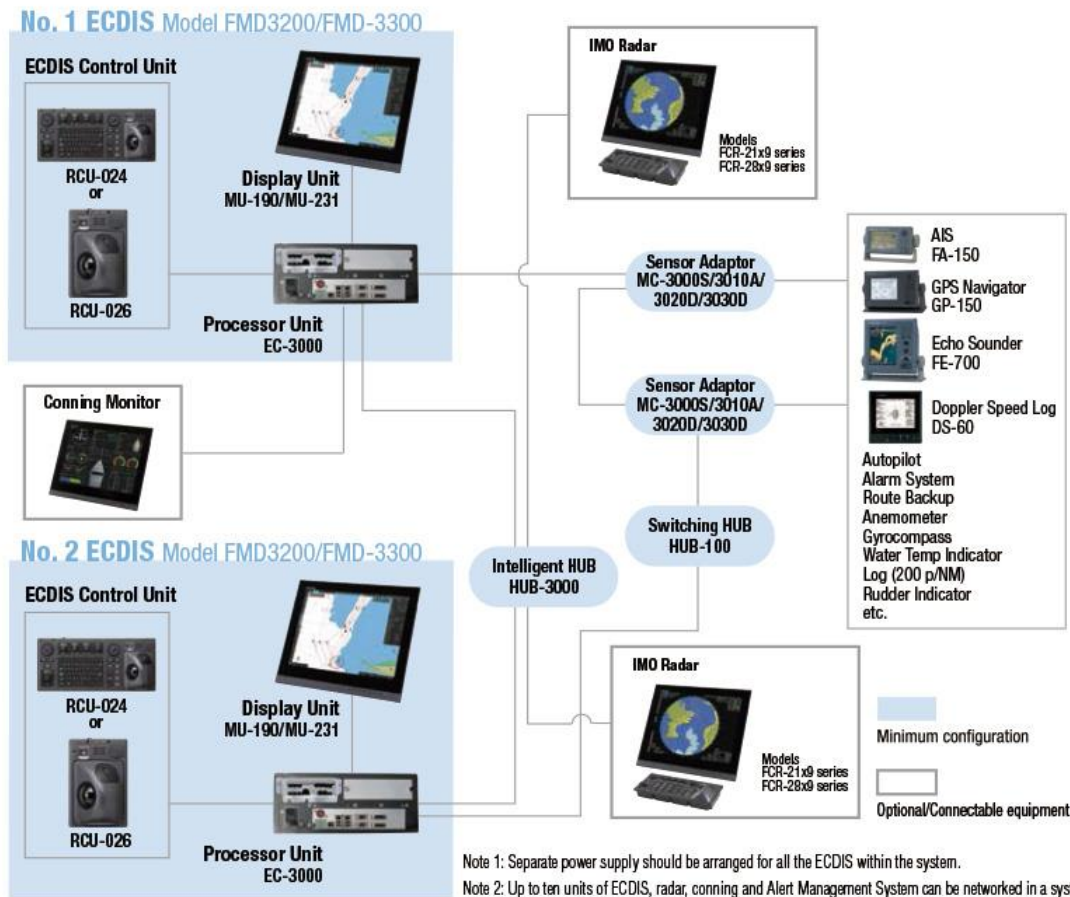 No. 1 ECDIS Model FMD3200/FMD-3300
ECDIS Control Unit
RCU-024
or
RCU-026
Display Unit
MU-190/MU-231
Processor Unit
EC-3000
Conning Monitor
IMO Radar
Models
FCR-21x9 series
FCR-28x9 series
Sensor Adaptor
MC-3000S/3010A/
3020D/3030D
Sensor Adaptor
MC-3000S/3010A/
3020D/3030D
AIS
FA-150
GPS Navigator
GP-150
Echo Sounder
FE-700
Doppler Speed Log
DS-60
Autopilot
Alarm System
Route Backup
Anemometer
Gyrocompass
Water Temp Indicator
Log (200 p/NM)
Rudder Indicator
etc.
Switching HUB
HUB-100
Intelligent HUB
HUB-3000
No. 2 ECDIS Model FMD3200/FMD-3300
ECDIS Control Unit
RCU-024
or
RCU-026
Display Unit
MU-190/MU-231
Processor Unit
EC-3000
IMO Radar
Models
FCR-21x9 series
FCR-28x9 series
Minimum configuration
Optional/Connectable equipment
Note 1: Separate power supply should be arranged for all the ECDIS within the system.
Note 2: Up to ten units of ECDIS, radar, conning and Alert Management System can be networked in a sys